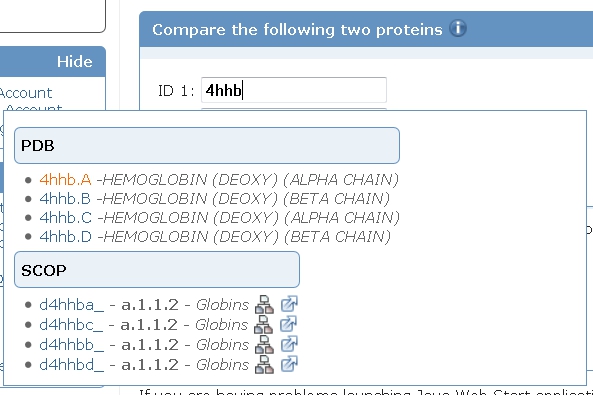 Compare the following two proteins
Hide
Account
Account
ID 1: 4hhb
PDB
4hhb.A -HEMOGLOBIN (DEOXY) (ALPHA CHAIN)
4hhb.B -HEMOGLOBIN (DEOXY) (BETA CHAIN)
4hhb.C -HEMOGLOBIN (DEOXY) (ALPHA CHAIN)
4hhb.D -HEMOGLOBIN (DEOXY) (BETA CHAIN)
SCOP
d4hhba_ - a.1.1.2 - Globins
d4hhbc_ - a.1.1.2 - Globins
d4hhbb_ - a.1.1.2 - Globins
d4hhbd_ - a.1.1.2 - Globins
If you are having problems launching Java Web Start